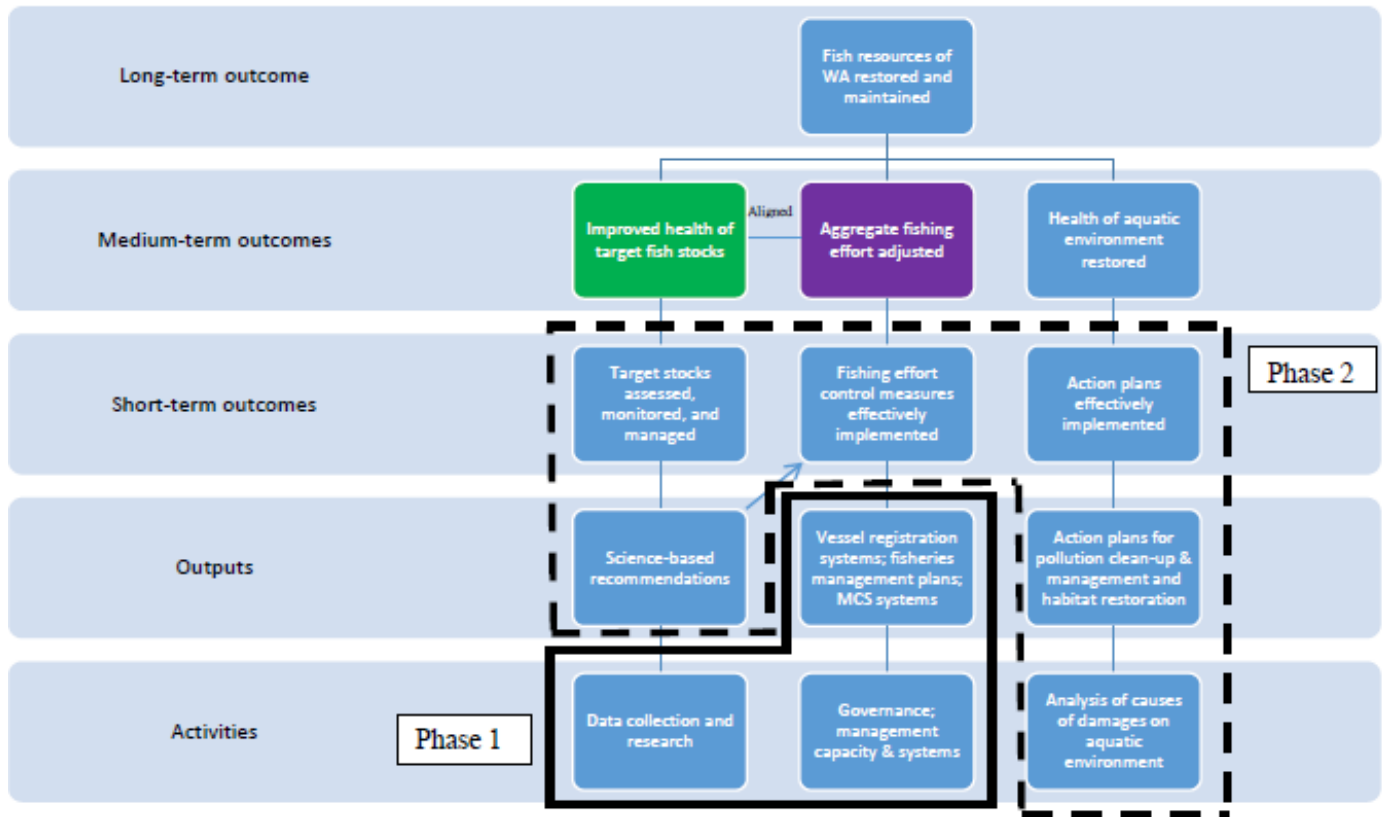 Long-term outcome
Fish resources of
WA restored and
maintained
Medium-term outcomes
Improved health of
target fish stocks
Aligned
Aggregate fishing
effort adjusted
Health of aquatic
environment
restored
Short-term outcomes
Target stocks
assessed,
monitored, and
managed
Fishing effort
control measures
effectively
implemented
Action plans
effectively
implemented
Phase 2
Outputs
Science-based
recommendations
Vessel registration
systems; fisheries
management plans;
MCS systems
Action plans for
pollution clean-up &
management and
habitat restoration
Activities
Phase 1
Data collection and
research
Governance;
management
capacity & systems
Analysis of causes
of damages on
aquatic
environment